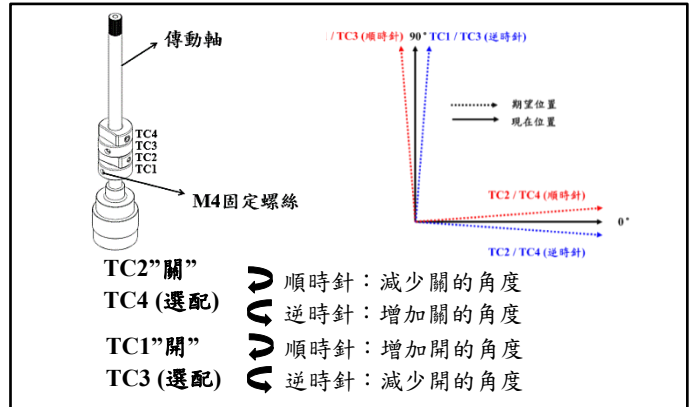 傳動軸
TC4
TC3
TC2
TC1
M4固定螺絲
/ TC3 (順時針)
90°
TC1 / TC3 (逆時針)
期望位置
現在位置
TC2 / TC4 (順時針)
0°
TC2 / TC4 (逆時針)
TC2”關”
TC4 (選配)
順時針：減少關的角度
逆時針：增加關的角度
TC1”開”
TC3 (選配)
順時針：增加開的角度
逆時針：減少開的角度